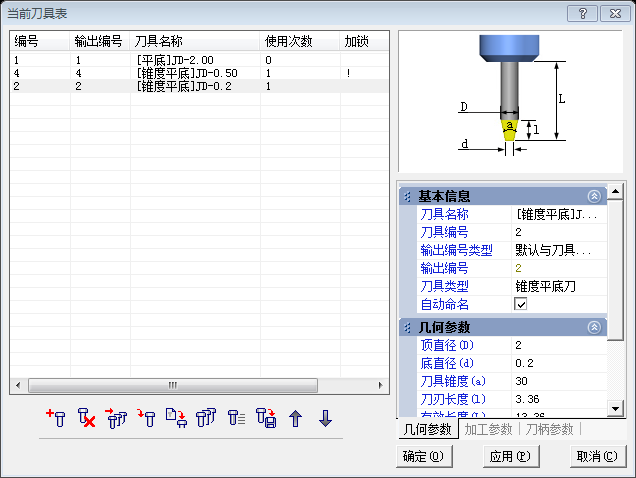 当前刀具表
编号 输出编号 刀具名称 使用次数 加锁
1 1 [平底]JD-2.00 0
4 4 [锥度平底]JD-0.50 1 !
2 2 [锥度平底]JD-0.2 1
D
a
L
l
d
基本信息
刀具名称 [锥度平底]J...
刀具编号 2
输出编号类型 默认与刀具...
输出编号 2
刀具类型 锥度平底刀
自动命名
几何参数
顶直径(D) 2
底直径(d) 0.2
刀具锥度(a) 30
刀刃长度(l) 3.36
有效长度(L) 13.36
几何参数 加工参数 刀柄参数
确定(O) 应用(P) 取消(C)